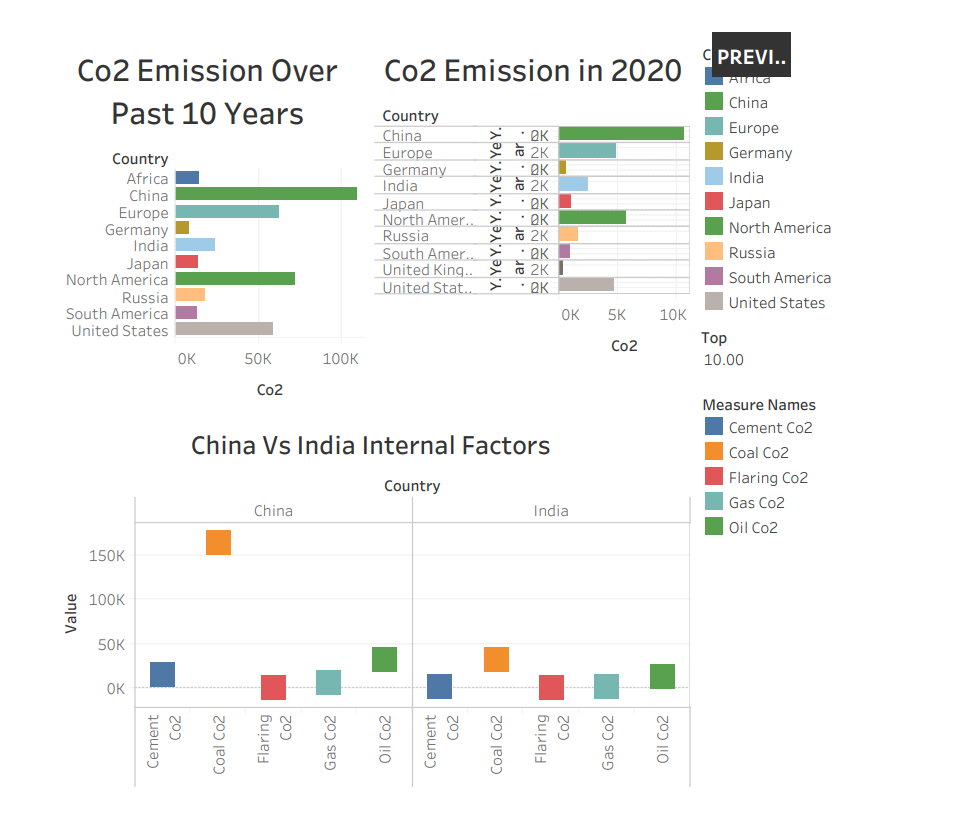 Co2 Emission Over
Past 10 Years
Country
Africa
China
Europe
Germany
India
Japan
North America
Russia
South America
United States
0K
50K
100K
Co2
Co2 Emission in 2020
Country
China
Europe
Germany
India
Japan
North Amer..
Russia
South Amer..
United King..
United Stat..
0K
5K
10K
Co2
PREVI..
Africa
China
Europe
Germany
India
Japan
North America
Russia
South America
United States
Top
10.00
Measure Names
Cement Co2
Coal Co2
Flaring Co2
Gas Co2
Oil Co2
China Vs India Internal Factors
Country
China
India
Value
150K
100K
50K
0K
Cement
Co2
Coal Co2
Flaring
Co2
Gas Co2
Oil Co2
Cement
Co2
Coal Co2
Flaring
Co2
Gas Co2
Oil Co2